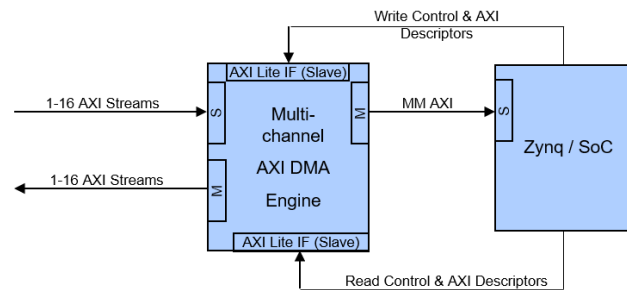 Write Control & AXI
Descriptors
AXI Lite IF (Slave)
1-16 AXI Streams
S
Multi-
channel
AXI DMA
Engine
M
MM AXI
S
Zynq / SoC
1-16 AXI Streams
M
AXI Lite IF (Slave)
Read Control & AXI Descriptors